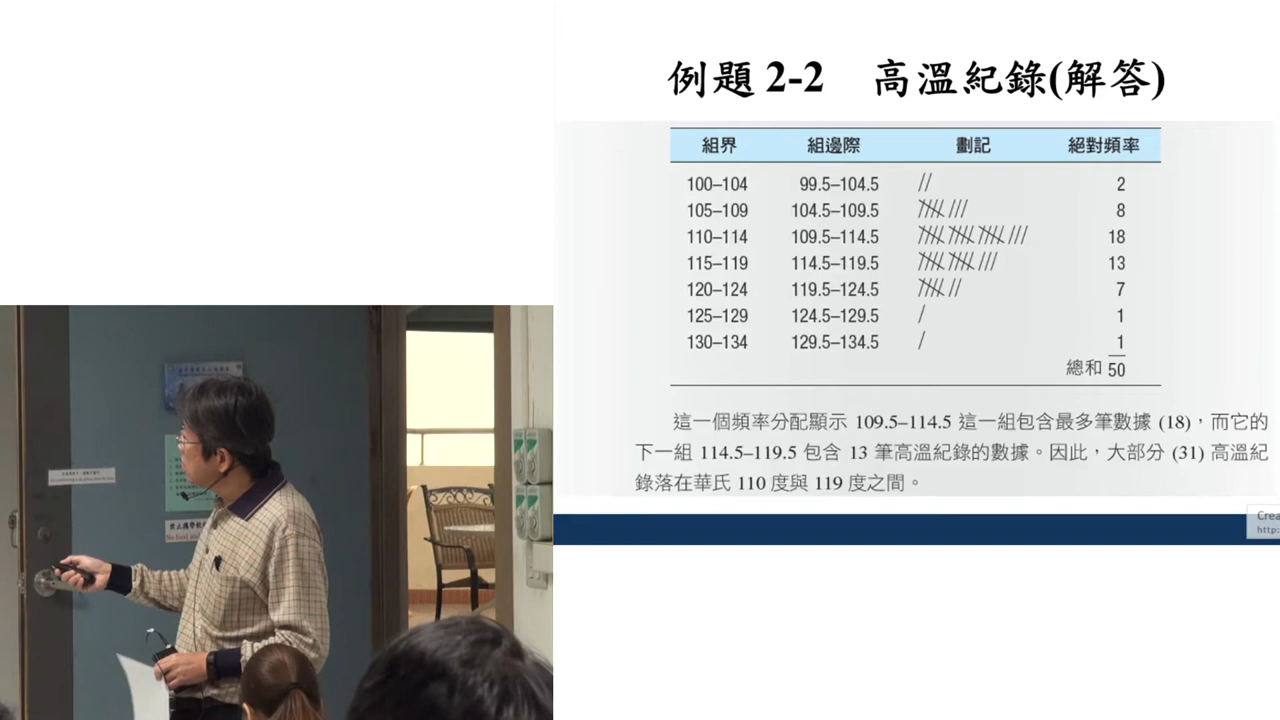 例題 2-2 高溫紀錄(解答)
組界 組邊際 劃記 絕對頻率
100–104 99.5–104.5 2
105–109 104.5–109.5 8
110–114 109.5–114.5 18
115–119 114.5–119.5 13
120–124 119.5–124.5 7
125–129 124.5–129.5 1
130–134 129.5–134.5 1
總和 50
這一個頻率分配顯示 109.5–114.5 這一組包含最多筆數據 (18)，而它的
下一組 114.5–119.5 包含 13 筆高溫紀錄的數據。因此，大部分 (31) 高溫紀
錄落在華氏 110 度與 119 度之間。
Crea
http: